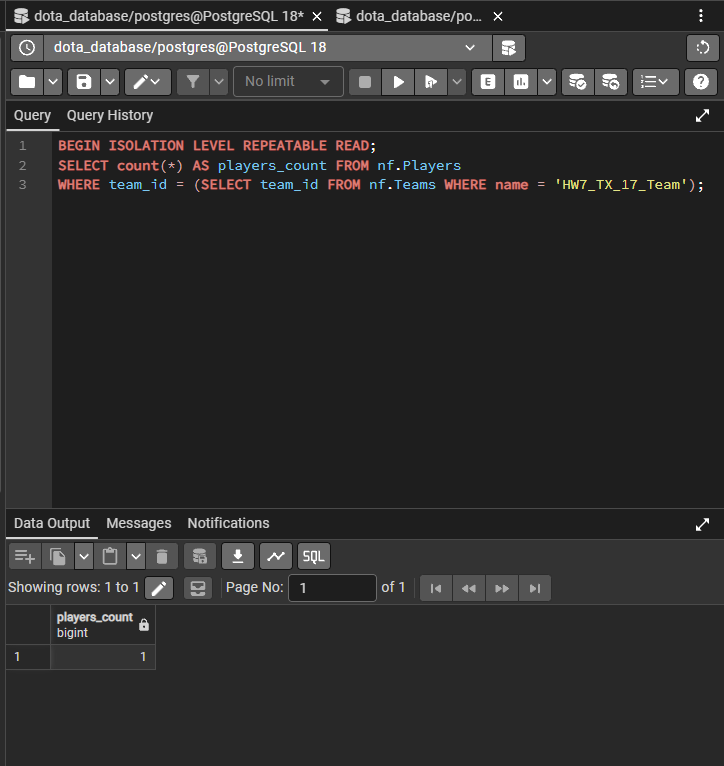 dota_database/postgres@PostgreSQL 18* dota_database/po...
dota_database/postgres@PostgreSQL 18
No limit E
Query Query History
1 BEGIN ISOLATION LEVEL REPEATABLE READ;
2 SELECT count(*) AS players_count FROM nf.Players
3 WHERE team_id = (SELECT team_id FROM nf.Teams WHERE name = 'HW7_TX_17_Team');
Data Output Messages Notifications
SQL
Showing rows: 1 to 1 Page No: 1 of 1
players_count
bigint
1 1